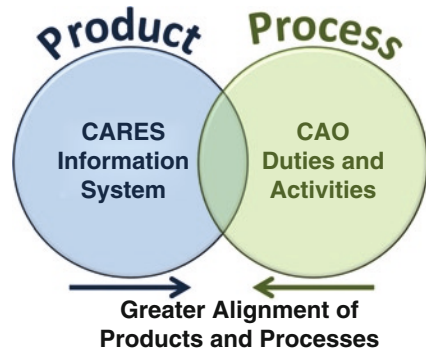 Product
Process
CARES
Information
System
CAO
Duties and
Activities
Greater Alignment of
Products and Processes